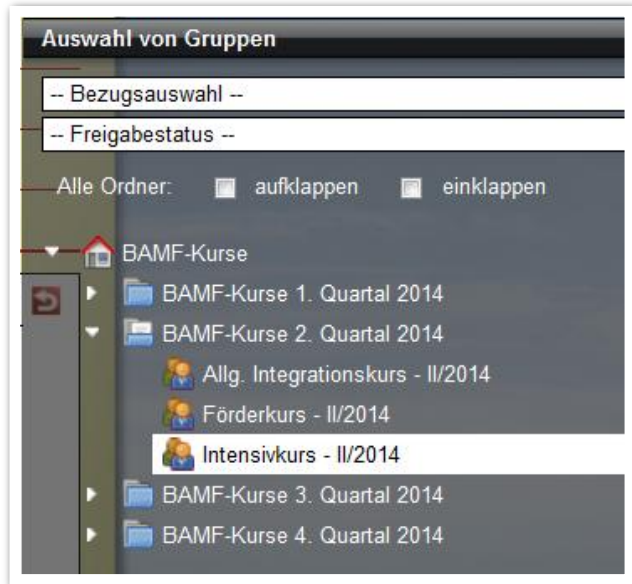 Auswahl von Gruppen
-- Bezugsauswahl --
-- Freigabestatus --
Alle Ordner: aufklappen einklappen
BAMF-Kurse
BAMF-Kurse 1. Quartal 2014
BAMF-Kurse 2. Quartal 2014
Allg. Integrationskurs - II/2014
Förderkurs - II/2014
Intensivkurs - II/2014
BAMF-Kurse 3. Quartal 2014
BAMF-Kurse 4. Quartal 2014